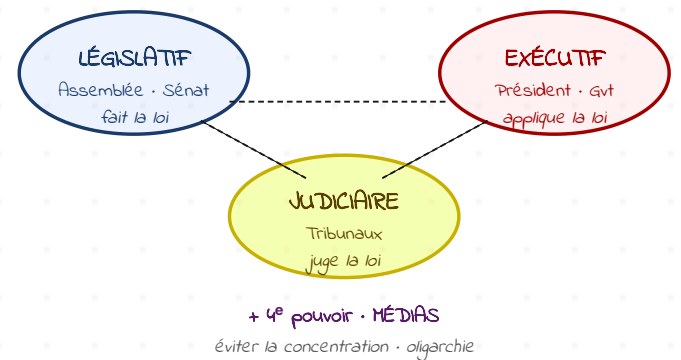 LÉGISLATIF
Assemblée · Sénat
fait la loi
EXÉCUTIF
Président · Gvt
applique la loi
JUDICIAIRE
Tribunaux
juge la loi
+ 4ᵉ pouvoir · MÉDIAS
éviter la concentration · oligarchie